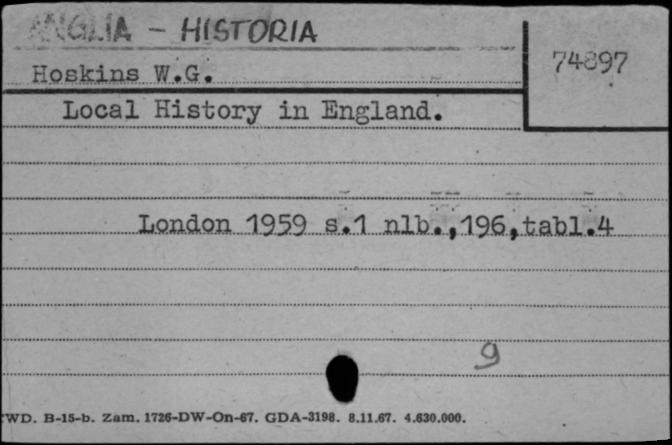 ANGLIA - HISTORIA
74897
Hoskins W.G.
Local History in England.
London 1959 s.1 nlb.,196,tabl.4
9
WD. B-15-b. Zam. 1726-DW-On-67. GDA-3198. 8.11.67. 4.630.000.